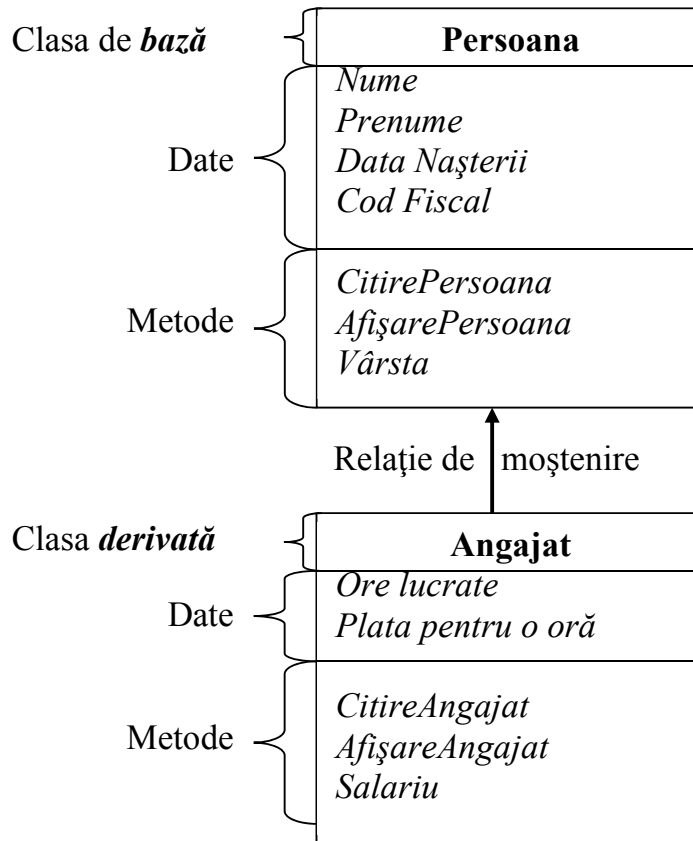 Clasa de bază
Persoana
Date
Nume
Prenume
Data Naşterii
Cod Fiscal
Metode
CitirePersoana
AfişarePersoana
Vârsta
Relaţie de moştenire
Clasa derivată
Angajat
Date
Ore lucrate
Plata pentru o oră
Metode
CitireAngajat
AfişareAngajat
Salariu